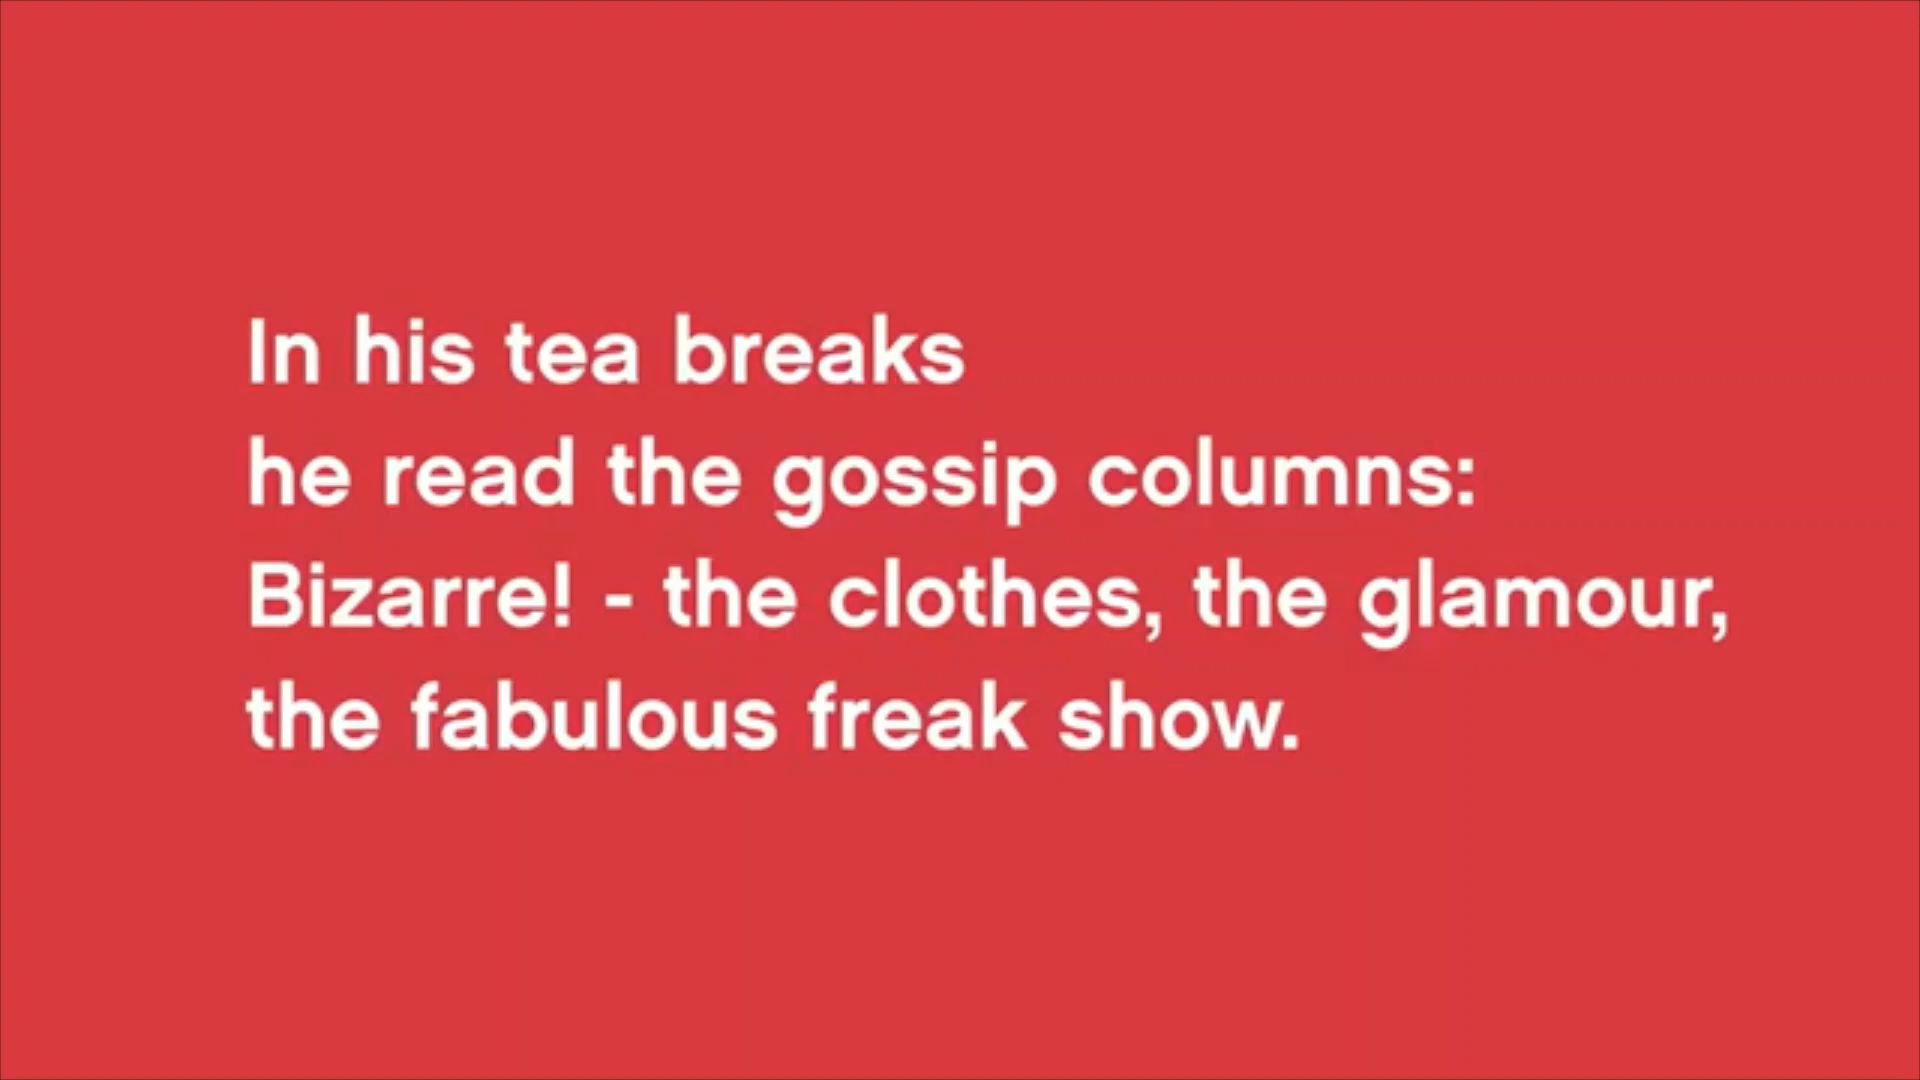 In his tea breaks
he read the gossip columns:
Bizarre! - the clothes, the glamour,
the fabulous freak show.